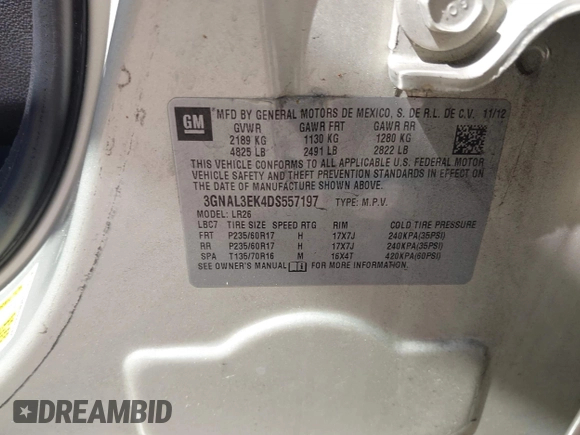 GM
MFD BY GENERAL MOTORS DE MEXICO, S. DE R.L. DE C.V. 11/12
GVWR GAWR FRT GAWR RR
2189 KG 1130 KG 1280 KG
4825 LB 2491 LB 2822 LB
THIS VEHICLE CONFORMS TO ALL APPLICABLE U.S. FEDERAL MOTOR
VEHICLE SAFETY AND THEFT PREVENTION STANDARDS IN EFFECT ON
THE DATE OF MANUFACTURE SHOWN ABOVE.
3GNAL3EK4DS557197 TYPE: M.P.V.
MODEL: LR26
LBC7 TIRE SIZE SPEED RTG RIM COLD TIRE PRESSURE
FRT P235/60R17 H 17X7J 240KPA(35PSI)
RR P235/60R17 H 17X7J 240KPA(35PSI)
SPA T135/70R16 M 16X4T 420KPA(60PSI)
SEE OWNER'S MANUAL FOR MORE INFORMATION.
DREAMBID